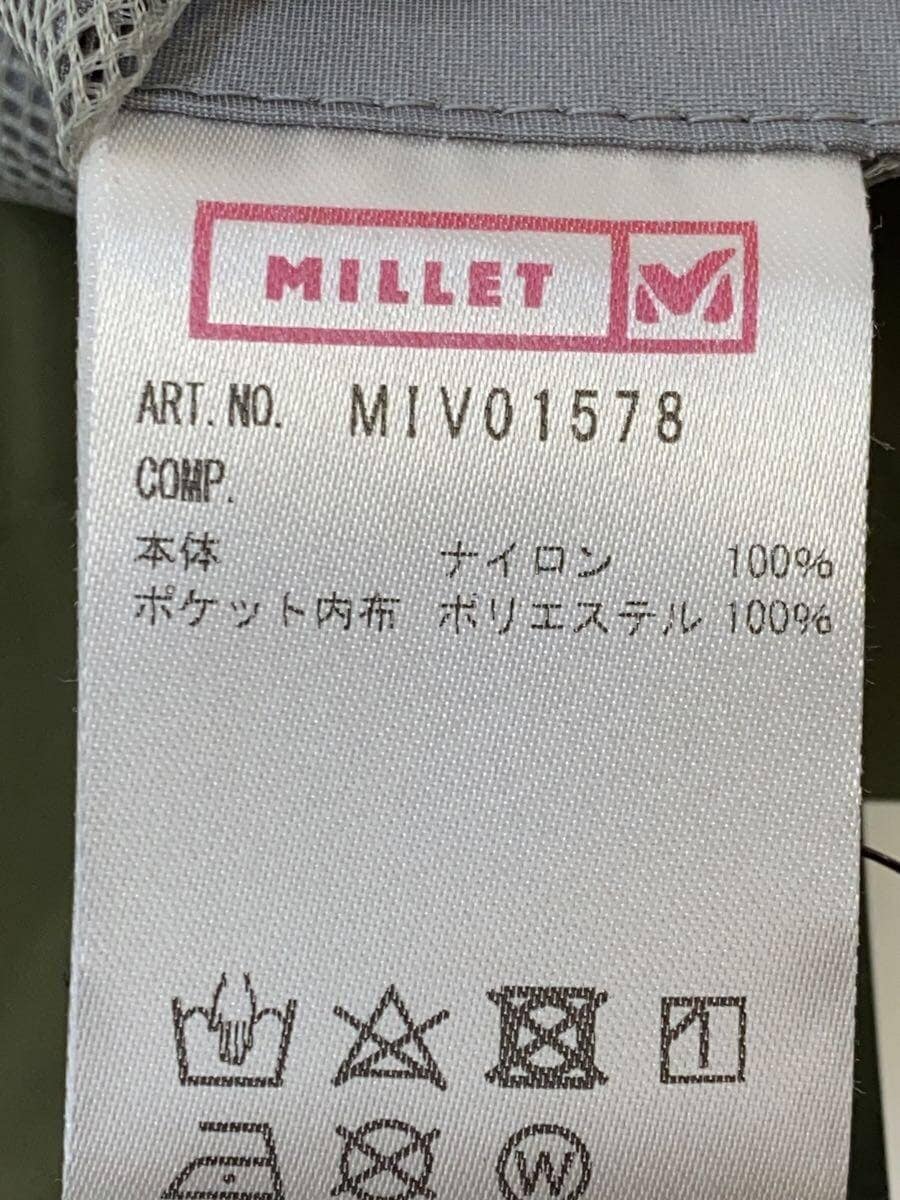 MILLET
ART.NO. MIV01578
COMP.
本体 ナイロン 100%
ポケット内布 ポリエステル 100%
W